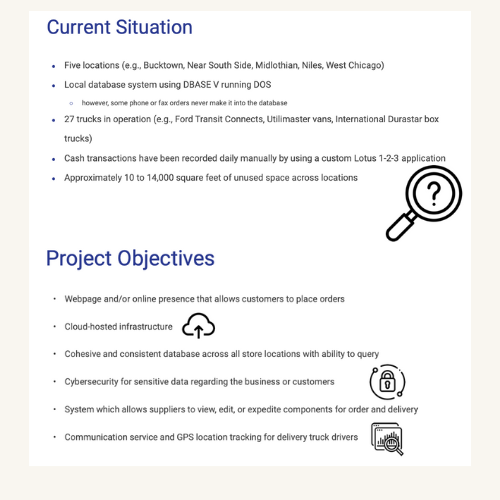 Current Situation
Five locations (e.g., Bucktown, Near South Side, Midlothian, Niles, West Chicago)
Local database system using DBASE V running DOS
however, some phone or fax orders never make it into the database
27 trucks in operation (e.g., Ford Transit Connects, Utilimaster vans, International Durastar box
trucks)
Cash transactions have been recorded daily manually by using a custom Lotus 1-2-3 application
Approximately 10 to 14,000 square feet of unused space across locations
?
Project Objectives
Webpage and/or online presence that allows customers to place orders
Cloud-hosted infrastructure
Cohesive and consistent database across all store locations with ability to query
Cybersecurity for sensitive data regarding the business or customers
System which allows suppliers to view, edit, or expedite components for order and delivery
Communication service and GPS location tracking for delivery truck drivers